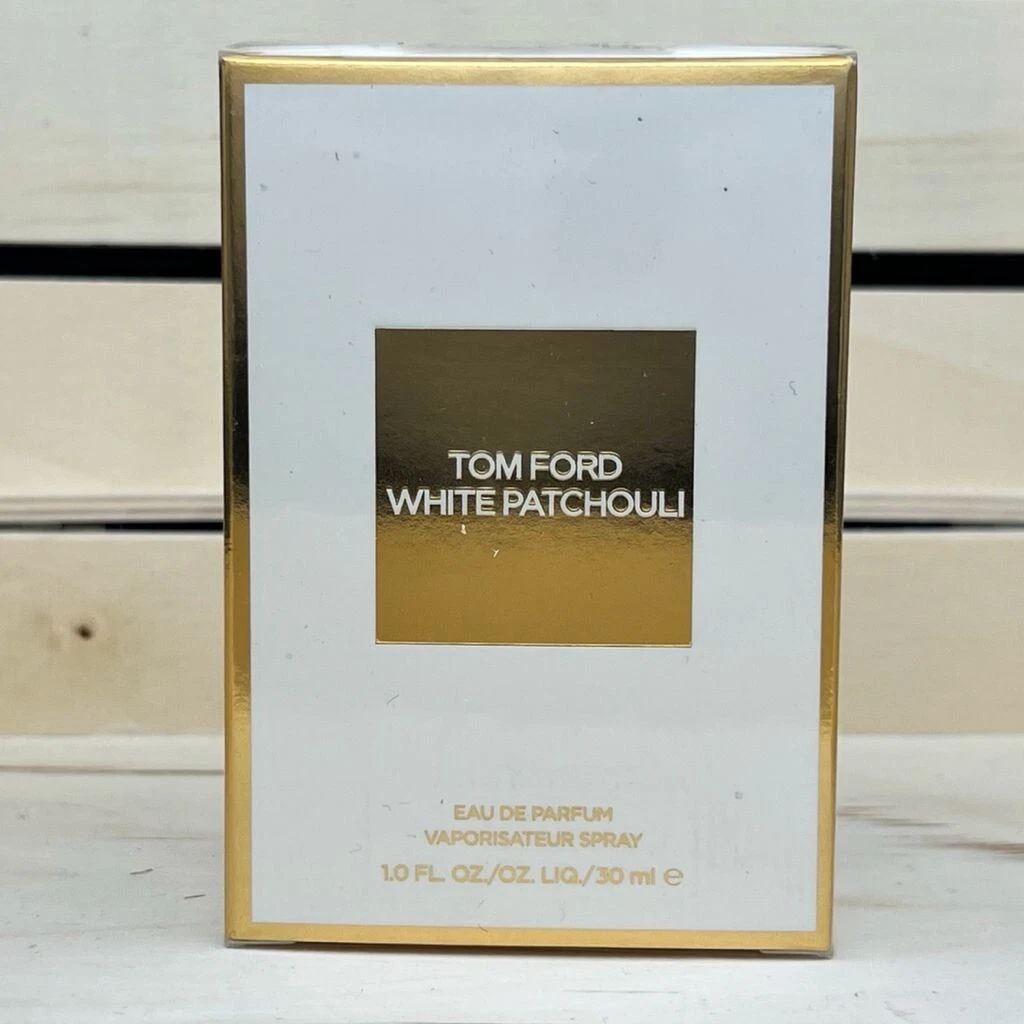 TOM FORD
WHITE PATCHOULI
EAU DE PARFUM
VAPORISATEUR SPRAY
1.0 FL. OZ./OZ. LIQ./30 ml ℮